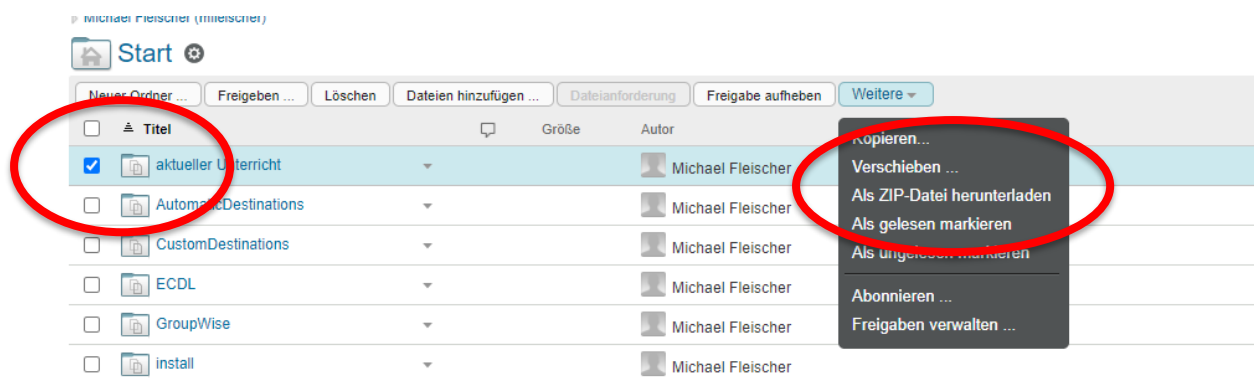 Michael Fleischer (mfleischer)
Start
Neuer Ordner ... Freigeben ... Löschen Dateien hinzufügen ... Dateianforderung Freigabe aufheben Weitere
Titel Größe Autor
aktueller Unterricht Michael Fleischer
AutomaticDestinations Michael Fleischer
CustomDestinations Michael Fleischer
ECDL Michael Fleischer
GroupWise Michael Fleischer
install Michael Fleischer
Kopieren...
Verschieben ...
Als ZIP-Datei herunterladen
Als gelesen markieren
Als ungelesen markieren
Abonnieren ...
Freigaben verwalten ...